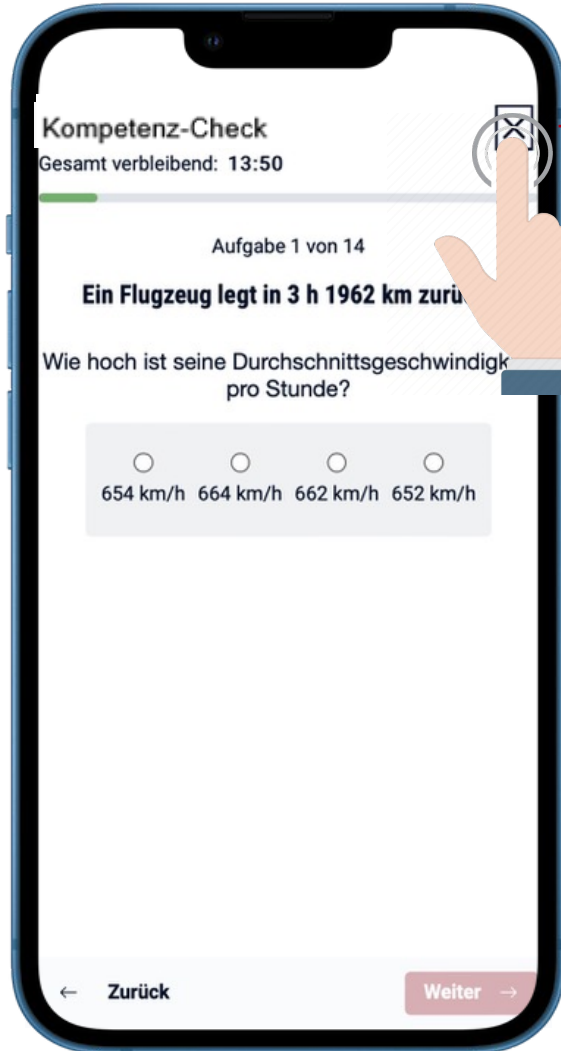 Kompetenz-Check
Gesamt verbleibend: 13:50
Aufgabe 1 von 14
Ein Flugzeug legt in 3 h 1962 km
Wie hoch ist seine
pro Stunde?
654 km/h 664 km/h 662 km/h 652 km/h
← Zurück
Weiter →